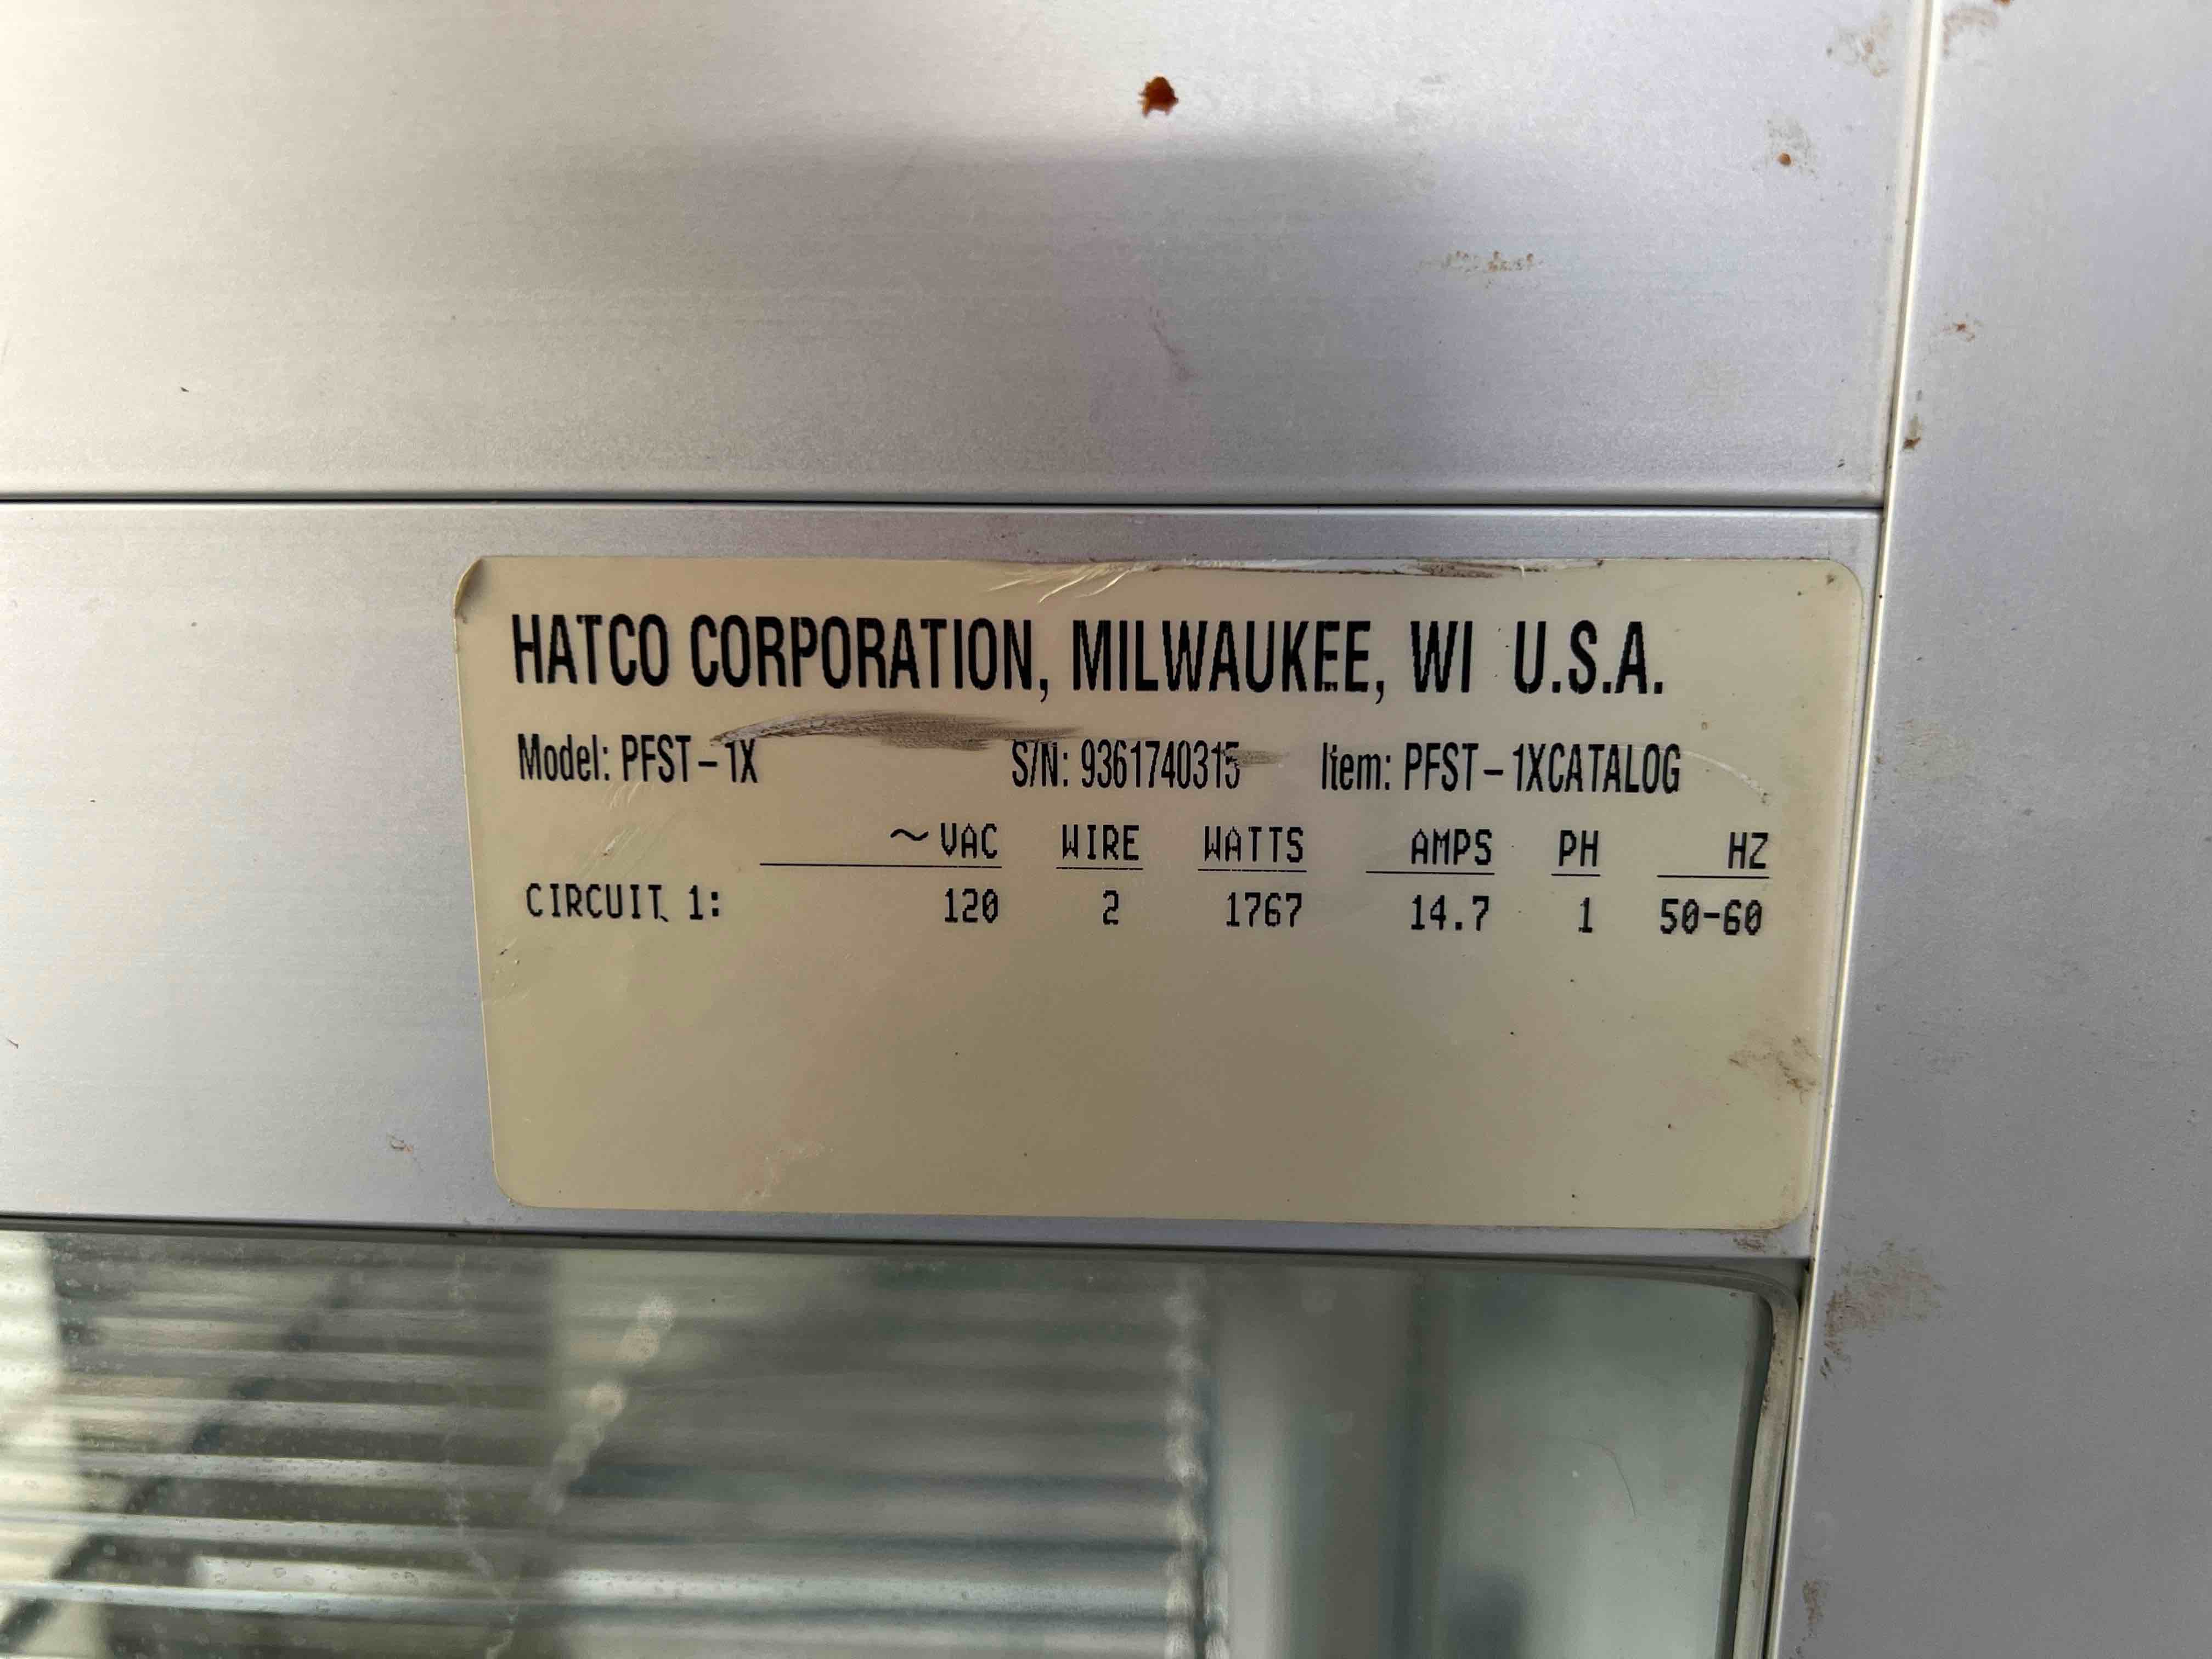 HATCO CORPORATION, MILWAUKEE, WI U.S.A.
Model: PFST-1X S/N: 9361740315 Item: PFST-1XCATALOG
~VAC WIRE WATTS AMPS PH HZ
CIRCUIT 1: 120 2 1767 14.7 1 50-60